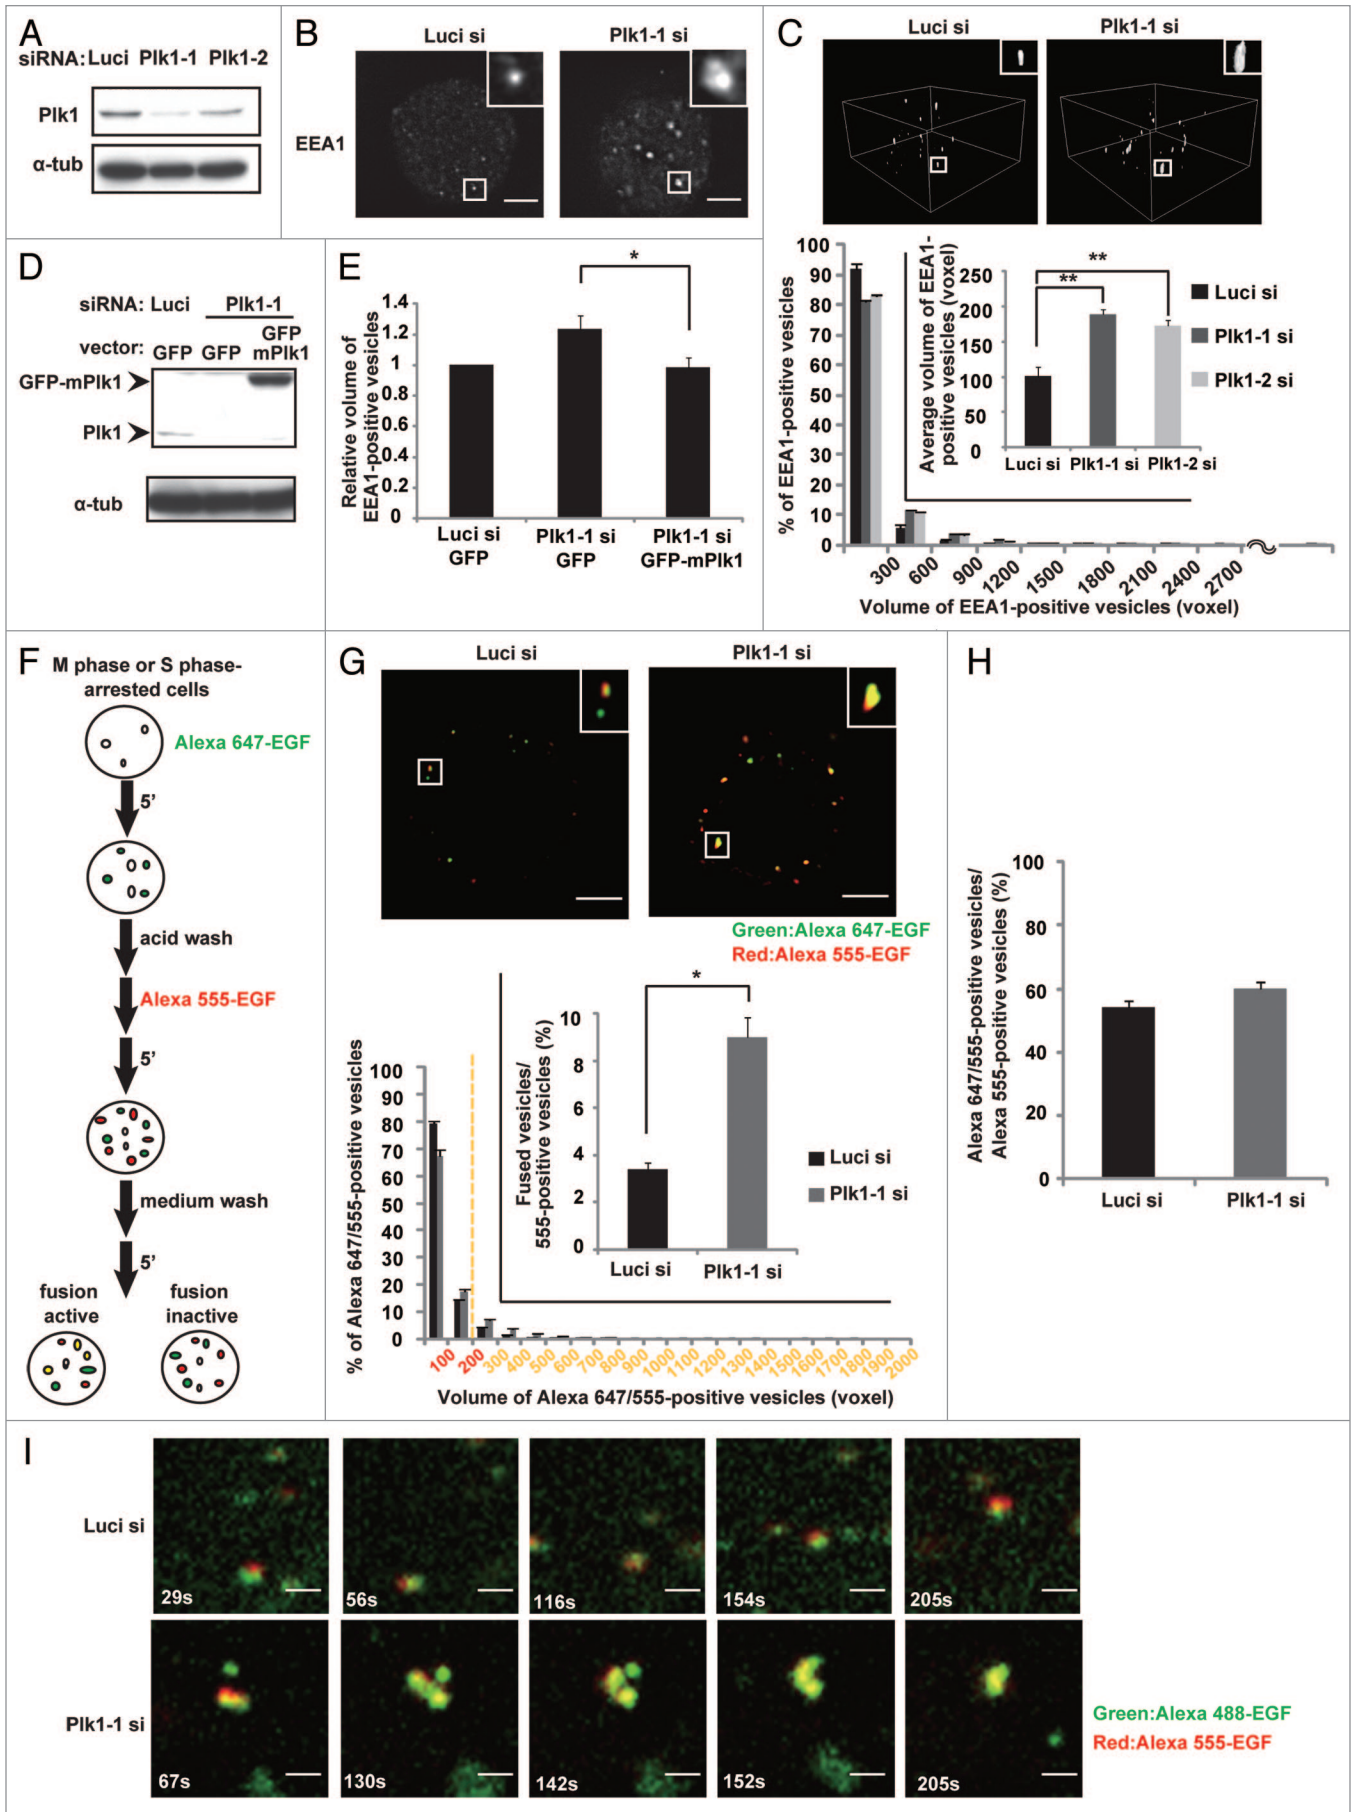 A
siRNA: Luci Plk1-1 Plk1-2
Plk1
α-tub
B
Luci si
Plk1-1 si
EEA1
C
Luci si
Plk1-1 si
% of EEA1-positive vesicles
100
90
80
70
60
50
40
30
20
10
0
300 600 900 1200 1500 1800 2100 2400 2700
Volume of EEA1-positive vesicles (voxel)
Average volume of EEA1-
positive vesicles (voxel)
250
200
150
100
50
0
**
**
Luci si Plk1-1 si Plk1-2 si
Luci si
Plk1-1 si
Plk1-2 si
D
siRNA: Luci Plk1-1
vector: GFP GFP GFP
mPlk1
GFP-mPlk1
Plk1
α-tub
E
Relative volume of
EEA1-positive vesicles
1.4
1.2
1
0.8
0.6
0.4
0.2
0
*
Luci si
GFP
Plk1-1 si
GFP
Plk1-1 si
GFP-mPlk1
F
M phase or S phase-
arrested cells
Alexa 647-EGF
5’
acid wash
Alexa 555-EGF
5’
medium wash
5’
fusion
active
fusion
inactive
G
Luci si
Plk1-1 si
Green:Alexa 647-EGF
Red:Alexa 555-EGF
% of Alexa 647/555-positive vesicles
100
90
80
70
60
50
40
30
20
10
0
100 200 300 400 500 600 700 800 900 1000 1100 1200 1300 1400 1500 1600 1700 1800 1900 2000
Volume of Alexa 647/555-positive vesicles (voxel)
Fused vesicles/
555-positive vesicles (%)
10
8
6
4
2
0
*
Luci si Plk1-1 si
Luci si
Plk1-1 si
H
Alexa 647/555-positive vesicles/
Alexa 555-positive vesicles (%)
100
80
60
40
20
0
Luci si Plk1-1 si
I
Luci si
29s
56s
116s
154s
205s
Plk1-1 si
67s
130s
142s
152s
205s
Green:Alexa 488-EGF
Red:Alexa 555-EGF